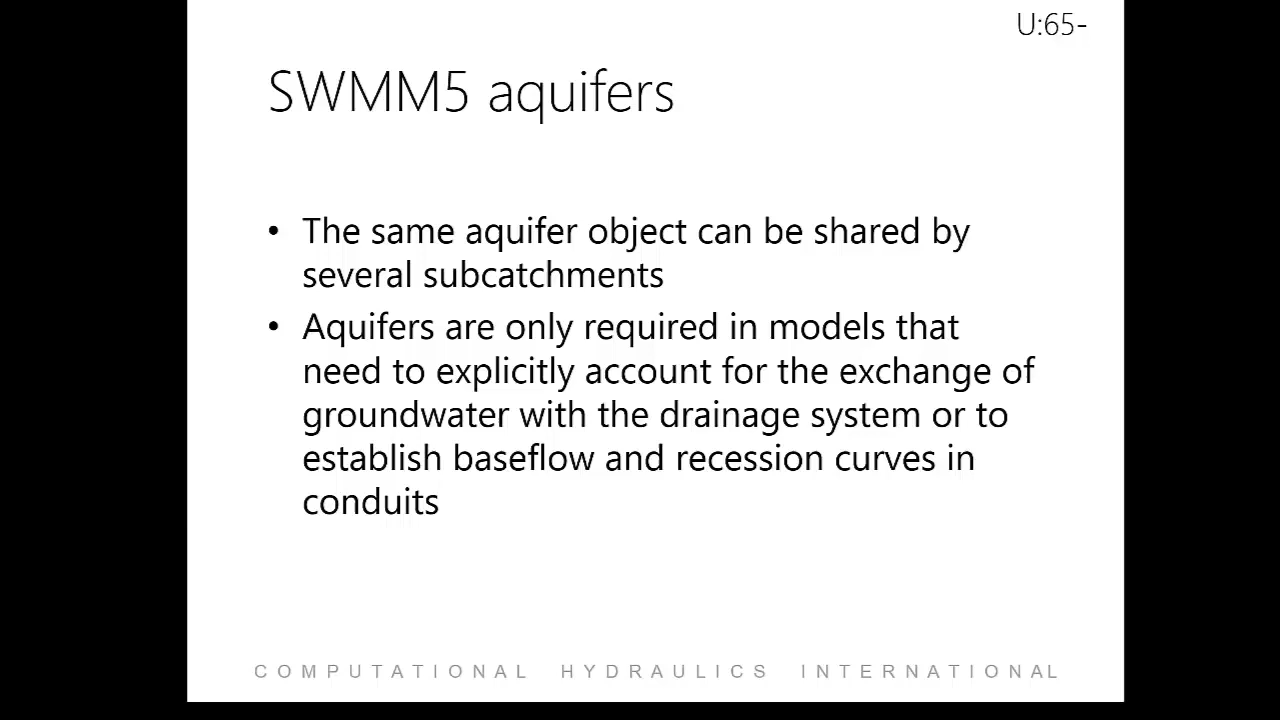 U:65-
SWMM5 aquifers
• The same aquifer object can be shared by
several subcatchments
• Aquifers are only required in models that
need to explicitly account for the exchange of
groundwater with the drainage system or to
establish baseflow and recession curves in
conduits
COMPUTATIONAL HYDRAULICS INTERNATIONAL